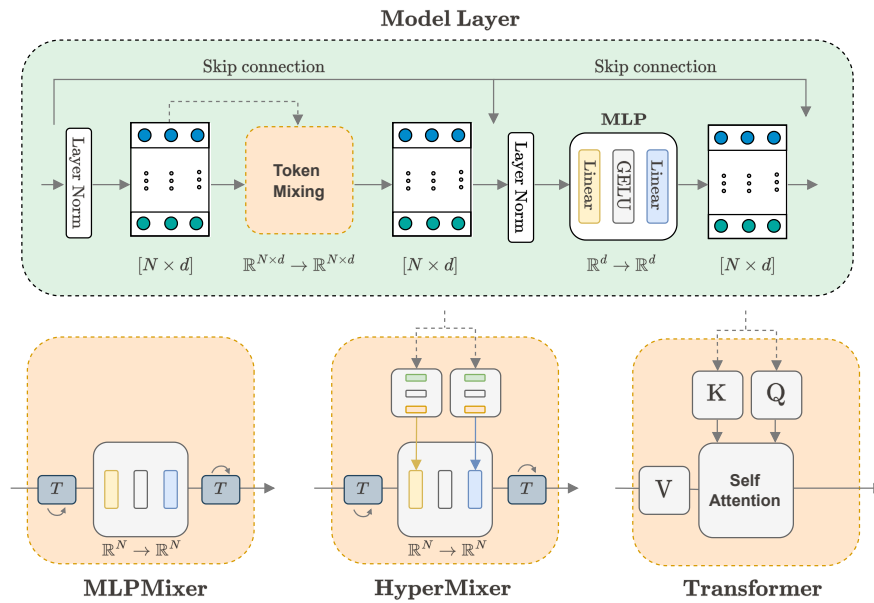 Model Layer
Skip connection
Skip connection
MLP
Layer Norm
Token
Mixing
Layer Norm
Linear
GELU
Linear
[N × d]
ℝ^{N×d} → ℝ^{N×d}
[N × d]
ℝ^d → ℝ^d
[N × d]
T
T
ℝ^N → ℝ^N
MLPMixer
T
T
ℝ^N → ℝ^N
HyperMixer
K
Q
V
Self
Attention
Transformer